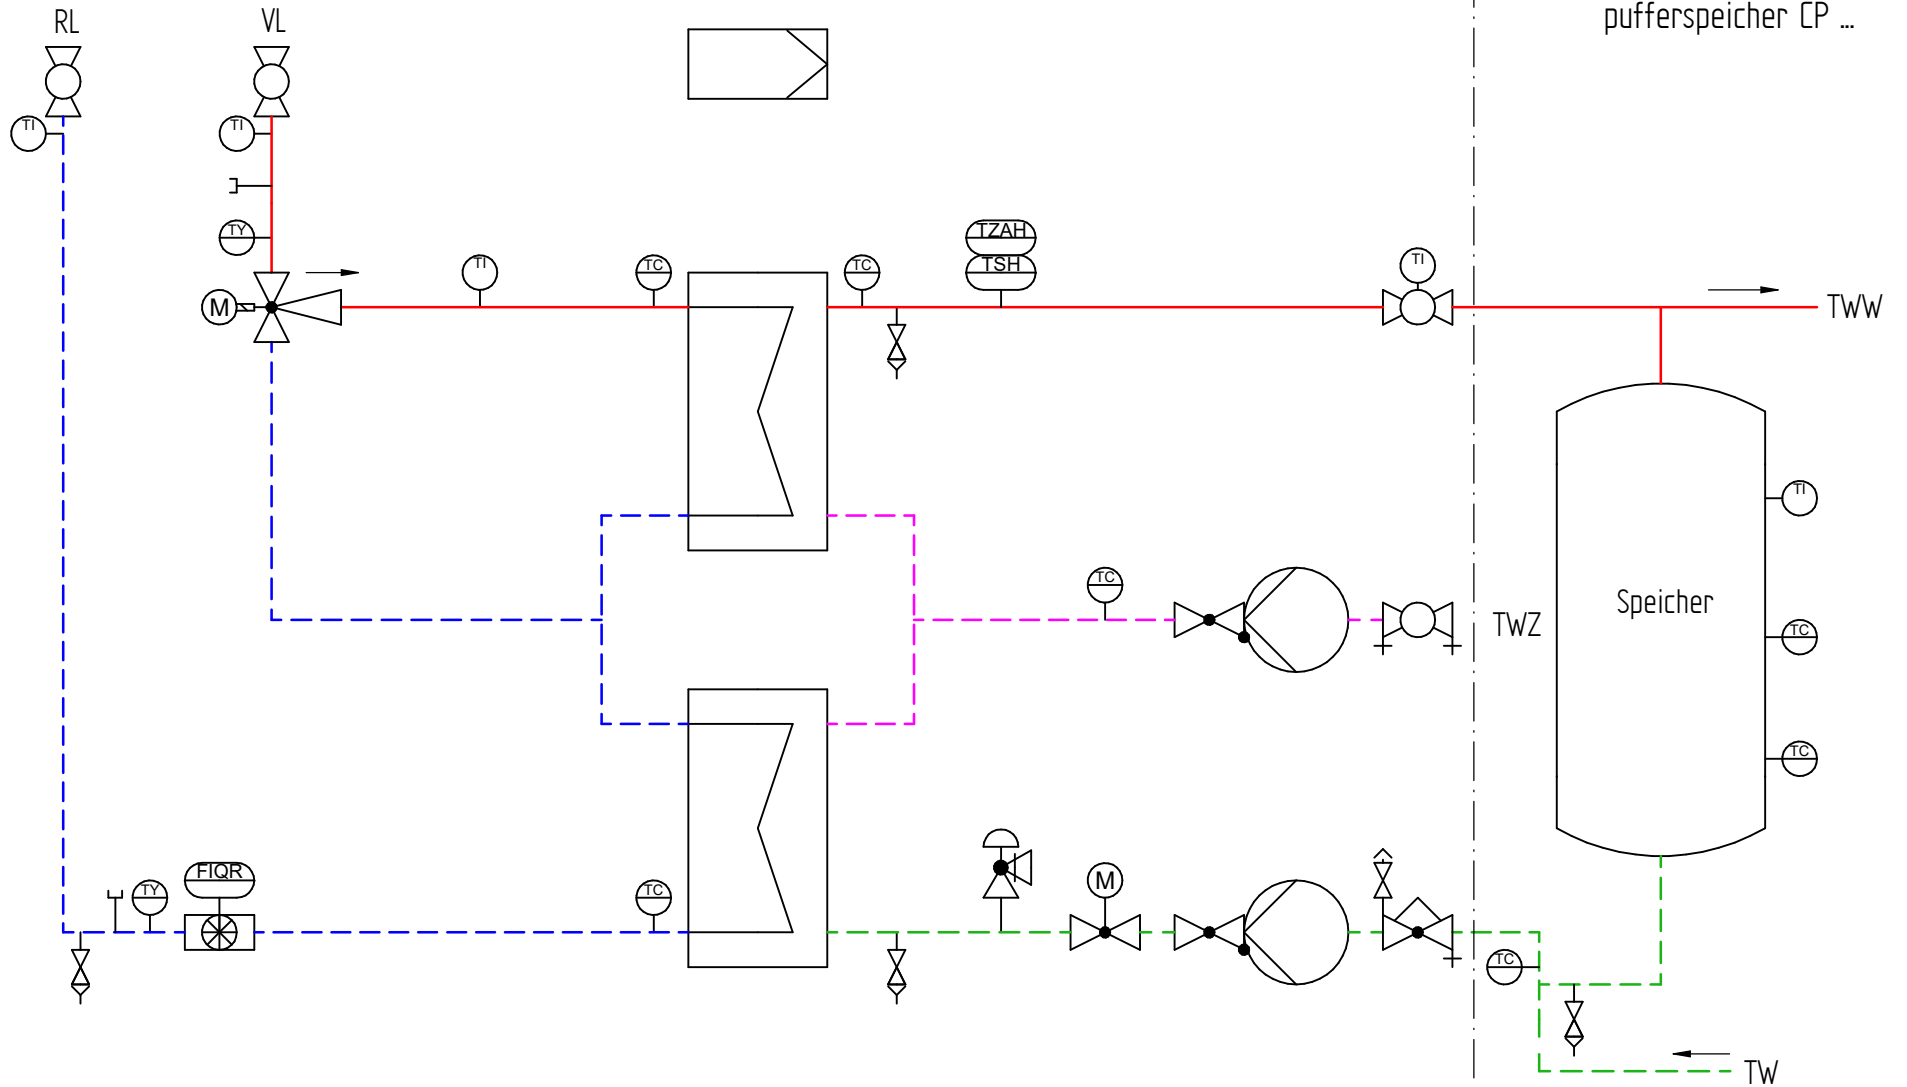 pufferspeicher CP ...
RL
VL
TI
TI
TY
TZAH
TSH
TI
TC
TC
TI
M
TWW
TI
TC
TWZ
Speicher
TC
TC
FIQR
TY
TC
M
TC
TW